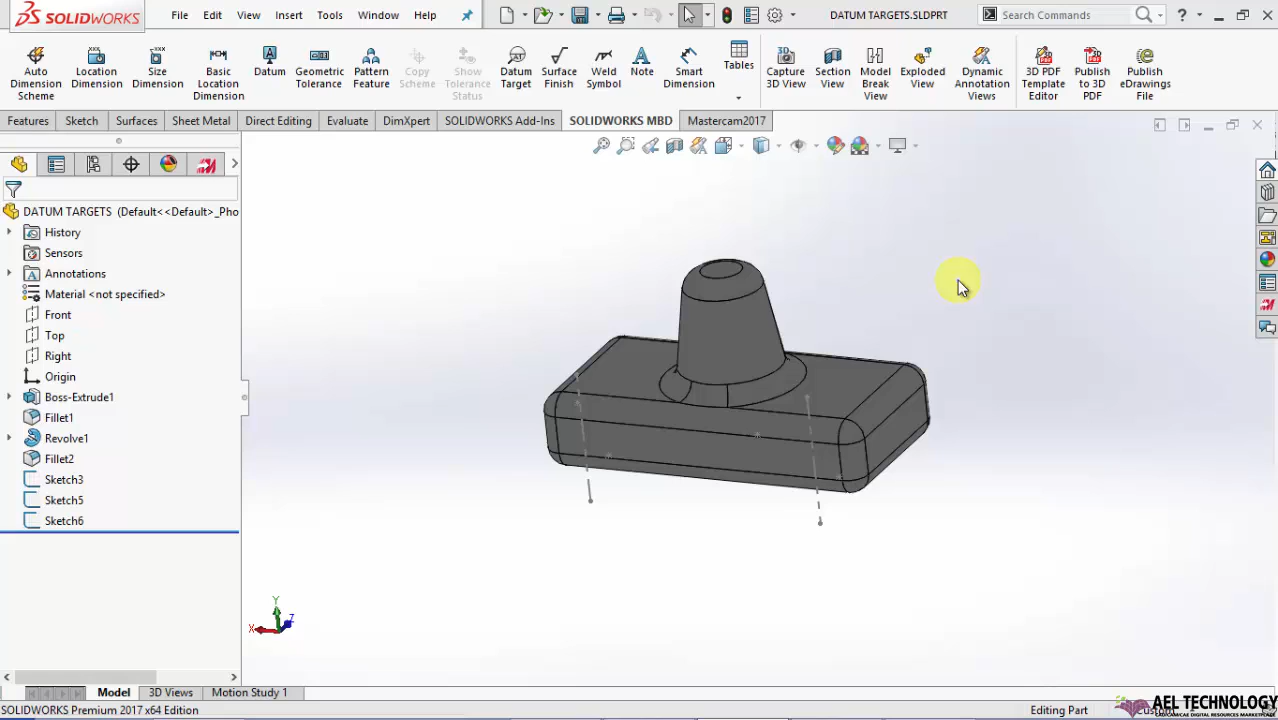 SOLIDWORKS File Edit View Insert Tools Window Help DATUM TARGETS.SLDPRT Search Commands ?
Auto Dimension Scheme
Location Dimension
Size Dimension
Basic Location Dimension
Datum
Geometric Tolerance
Pattern Feature
Copy Scheme
Show Tolerance Status
Datum Target
Surface Finish
Weld Symbol
Note
Smart Dimension
Tables
Capture 3D View
Section View
Model Break View
Exploded View
Dynamic Annotation Views
3D PDF Template Editor
Publish to 3D PDF
Publish eDrawings File
Features Sketch Surfaces Sheet Metal Direct Editing Evaluate DimXpert SOLIDWORKS Add-Ins SOLIDWORKS MBD Mastercam2017
DATUM TARGETS (Default<<Default>_Pho
History
Sensors
Annotations
Material <not specified>
Front
Top
Right
Origin
Boss-Extrude1
Fillet1
Revolve1
Fillet2
Sketch3
Sketch5
Sketch6
Y
X
Z
Model 3D Views Motion Study 1
SOLIDWORKS Premium 2017 x64 Edition Editing Part Custom
AEL TECHNOLOGY